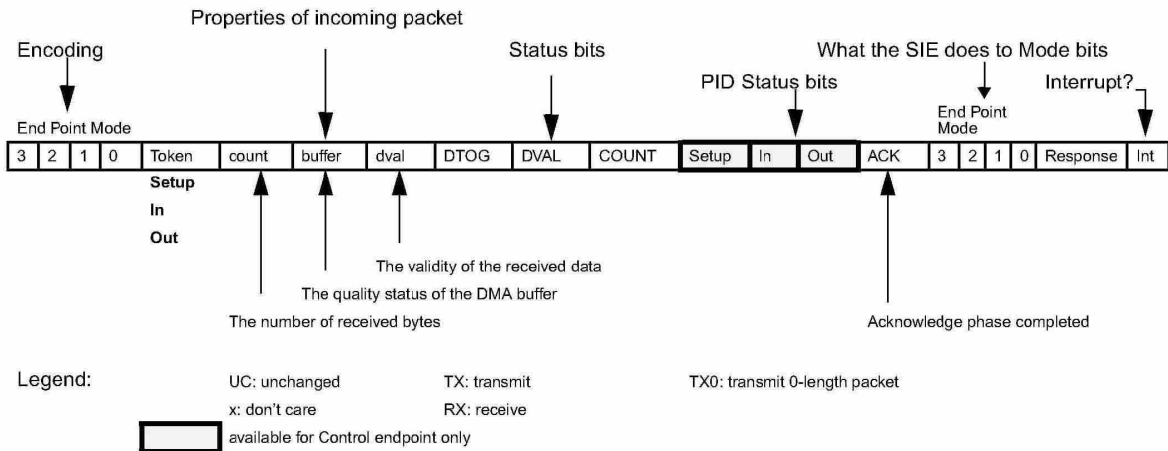 Properties of incoming packet
Encoding
Status bits
What the SIE does to Mode bits
PID Status bits
Interrupt?
End Point Mode
End Point
Mode
3 2 1 0 Token count buffer dval DTOG DVAL COUNT Setup In Out ACK 3 2 1 0 Response Int
Setup
In
Out
The validity of the received data
The quality status of the DMA buffer
The number of received bytes
Acknowledge phase completed
Legend:
UC: unchanged TX: transmit TX0: transmit 0-length packet
x: don't care RX: receive
available for Control endpoint only